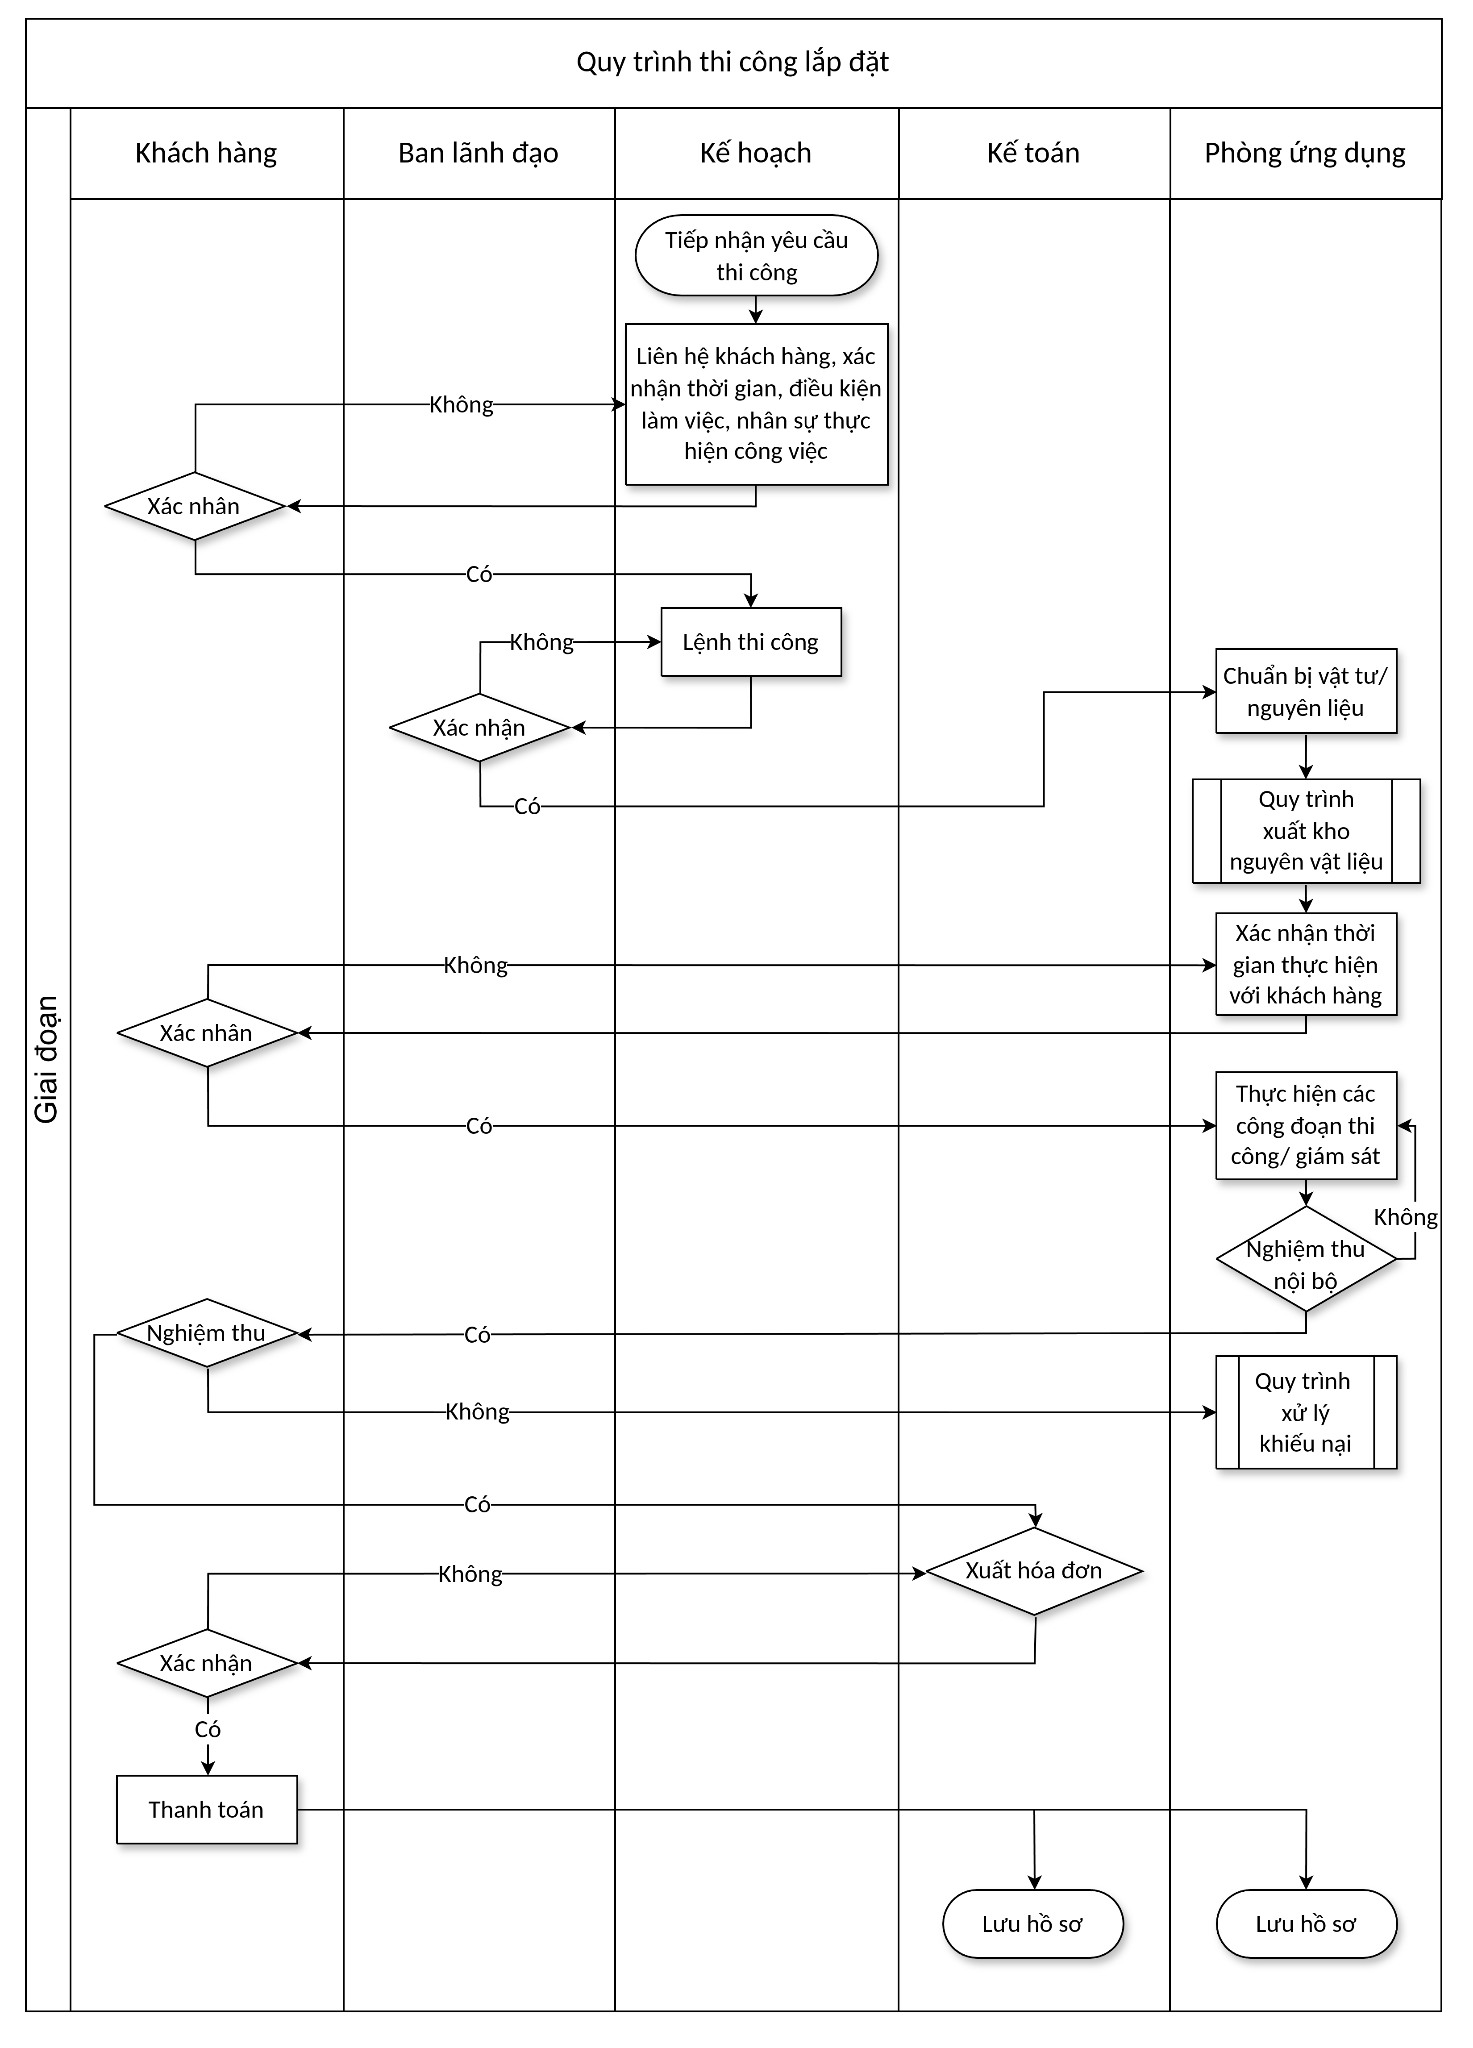 Quy trình thi công lắp đặt
Khách hàng
Ban lãnh đạo
Kế hoạch
Kế toán
Phòng ứng dụng
Giai đoạn
Tiếp nhận yêu cầu
thi công
Liên hệ khách hàng, xác
nhận thời gian, điều kiện
làm việc, nhân sự thực
hiện công việc
Không
Xác nhân
Có
Không
Lệnh thi công
Chuẩn bị vật tư/
nguyên liệu
Xác nhận
Có
Quy trình
xuất kho
nguyên vật liệu
Xác nhận thời
gian thực hiện
với khách hàng
Không
Xác nhân
Có
Thực hiện các
công đoạn thi
công/ giám sát
Không
Nghiệm thu
nội bộ
Nghiệm thu
Có
Không
Quy trình
xử lý
khiếu nại
Có
Không
Xuất hóa đơn
Xác nhận
Có
Thanh toán
Lưu hồ sơ
Lưu hồ sơ